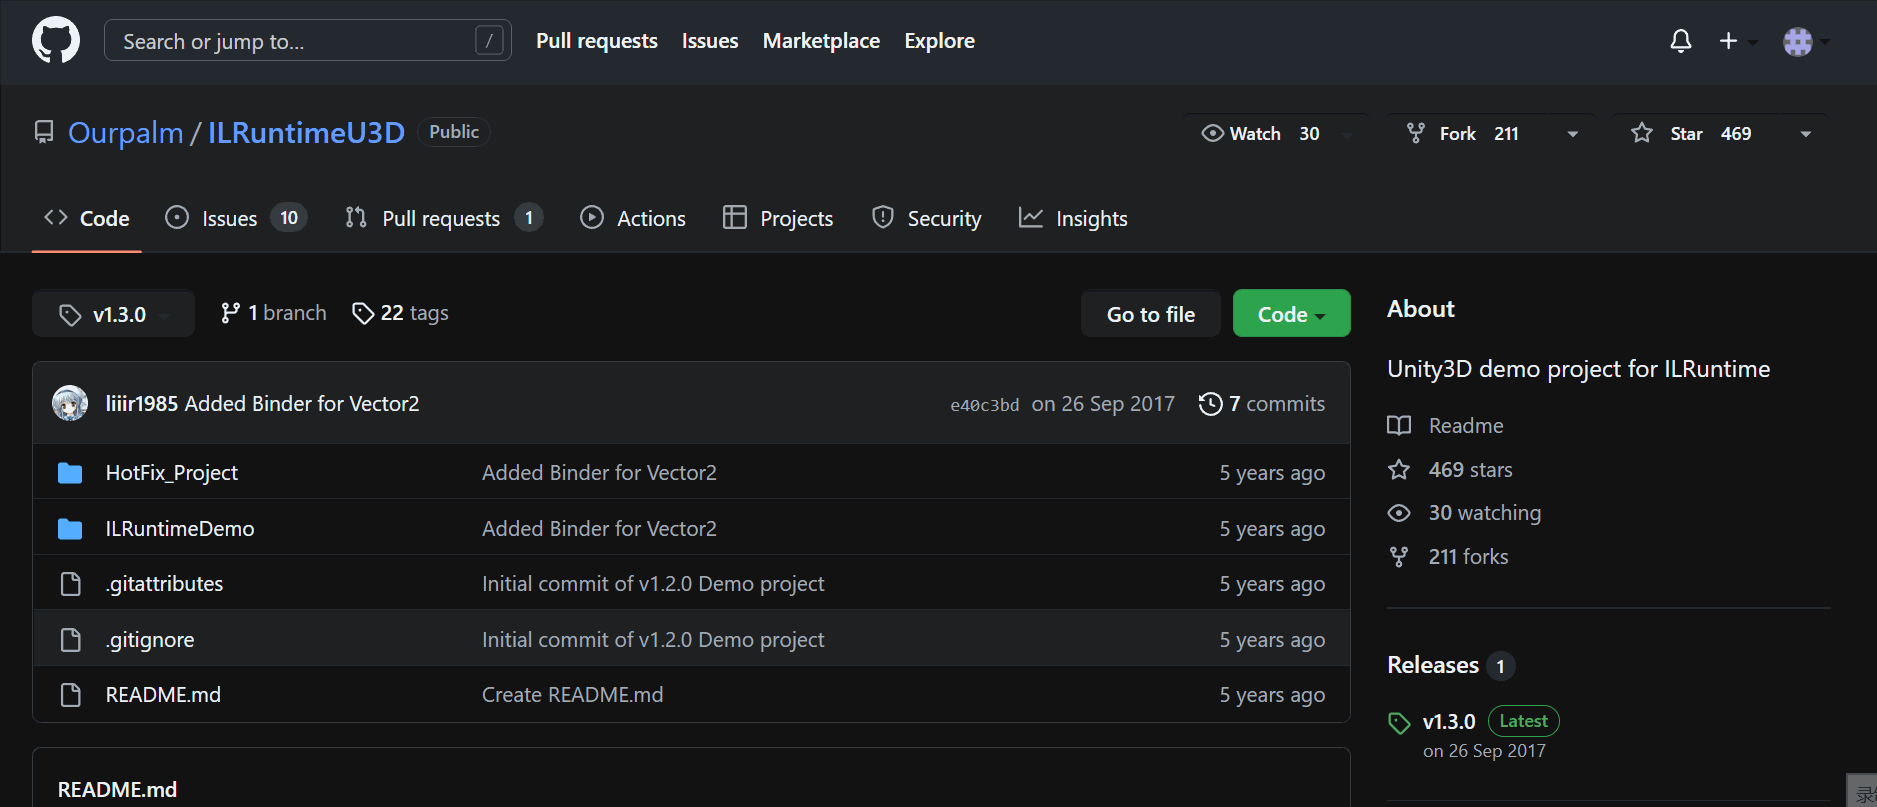 Search or jump to... /
Pull requests Issues Marketplace Explore
Ourpalm / ILRuntimeU3D Public
Watch 30 Fork 211 Star 469
Code Issues 10 Pull requests 1 Actions Projects Security Insights
v1.3.0 1 branch 22 tags Go to file Code
liiir1985 Added Binder for Vector2 e40c3bd on 26 Sep 2017 7 commits
HotFix_Project Added Binder for Vector2 5 years ago
ILRuntimeDemo Added Binder for Vector2 5 years ago
.gitattributes Initial commit of v1.2.0 Demo project 5 years ago
.gitignore Initial commit of v1.2.0 Demo project 5 years ago
README.md Create README.md 5 years ago
README.md
About
Unity3D demo project for ILRuntime
Readme
469 stars
30 watching
211 forks
Releases 1
v1.3.0 Latest
on 26 Sep 2017